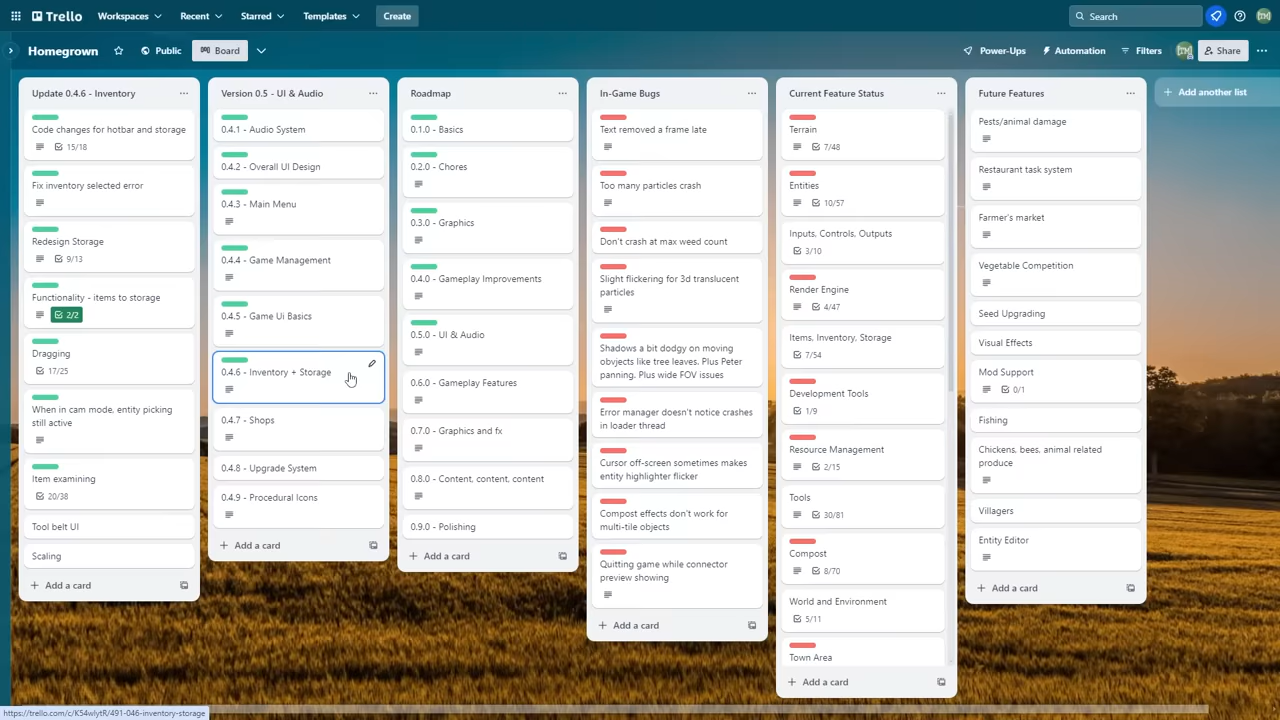 Trello
Workspaces
Recent
Starred
Templates
Create
Search
Homegrown
Public
Board
Power-Ups
Automation
Filters
Share
Update 0.4.6 - Inventory
Code changes for hotbar and storage
15/18
Fix inventory selected error
Redesign Storage
9/13
Functionality - items to storage
2/2
Dragging
17/25
When in cam mode, entity picking
still active
Item examining
20/38
Tool belt UI
Scaling
Add a card
Version 0.5 - UI & Audio
0.4.1 - Audio System
0.4.2 - Overall UI Design
0.4.3 - Main Menu
0.4.4 - Game Management
0.4.5 - Game Ui Basics
0.4.6 - Inventory + Storage
0.4.7 - Shops
0.4.8 - Upgrade System
0.4.9 - Procedural Icons
Add a card
Roadmap
0.1.0 - Basics
0.2.0 - Chores
0.3.0 - Graphics
0.4.0 - Gameplay Improvements
0.5.0 - UI & Audio
0.6.0 - Gameplay Features
0.7.0 - Graphics and fx
0.8.0 - Content, content, content
0.9.0 - Polishing
Add a card
In-Game Bugs
Text removed a frame late
Too many particles crash
Don't crash at max weed count
Slight flickering for 3d translucent
particles
Shadows a bit dodgy on moving
objects like tree leaves. Plus Peter
panning. Plus wide FOV issues
Error manager doesn't notice crashes
in loader thread
Cursor off-screen sometimes makes
entity highlighter flicker
Compost effects don't work for
multi-tile objects
Quitting game while connector
preview showing
Add a card
Current Feature Status
Terrain
7/48
Entities
10/57
Inputs, Controls, Outputs
3/10
Render Engine
4/47
Items, Inventory, Storage
7/54
Development Tools
1/9
Resource Management
2/15
Tools
30/81
Compost
8/70
World and Environment
5/11
Town Area
Add a card
Future Features
Pests/animal damage
Restaurant task system
Farmer's market
Vegetable Competition
Seed Upgrading
Visual Effects
Mod Support
0/1
Fishing
Chickens, bees, animal related
produce
Villagers
Entity Editor
Add a card
Add another list
https://trello.com/c/K54wlytR/491-046-inventory-storage